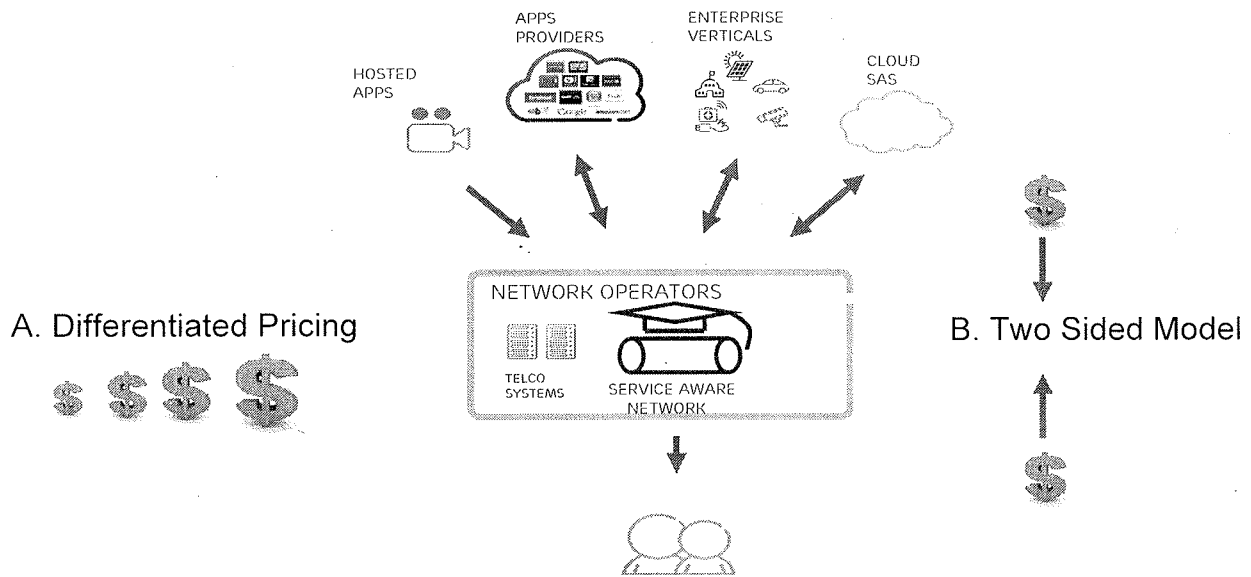 APPS
PROVIDERS
ENTERPRISE
VERTICALS
HOSTED
APPS
CLOUD
SAS
Google
NETWORK OPERATORS
A. Differentiated Pricing
B. Two Sided Model
TELCO
SYSTEMS
SERVICE AWARE
NETWORK